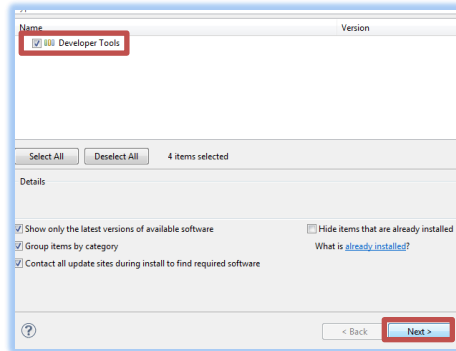 Name Version
Developer Tools
Select All Deselect All 4 items selected
Details
Show only the latest versions of available software Hide items that are already installed
Group items by category What is already installed?
Contact all update sites during install to find required software
? < Back Next >